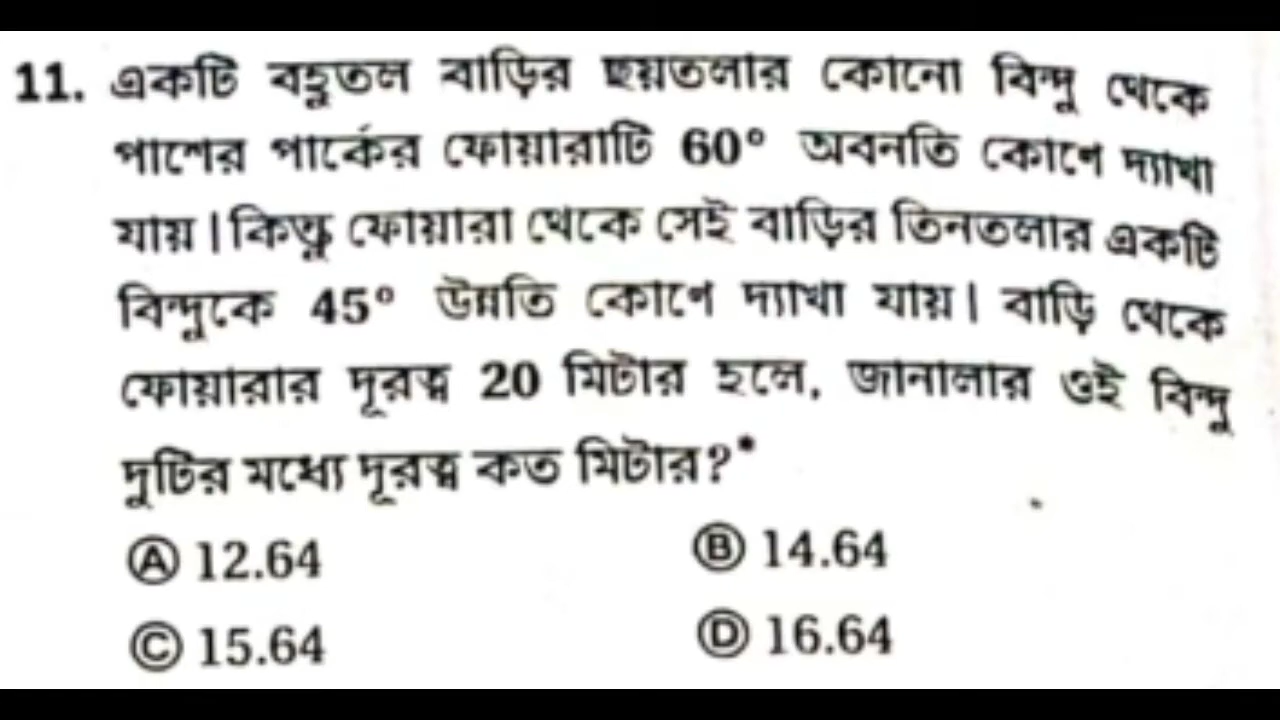 11. একটি বহুতল বাড়ির ছয়তলার কোনো বিন্দু থেকে
পাশের পার্কের ফোয়ারাটি 60° অবনতি কোণে দ্যাখা
যায়। কিন্তু ফোয়ারা থেকে সেই বাড়ির তিনতলার একটি
বিন্দুকে 45° উন্নতি কোণে দ্যাখা যায়। বাড়ি থেকে
ফোয়ারার দূরত্ব 20 মিটার হলে, জানালার ওই বিন্দু
দুটির মধ্যে দূরত্ব কত মিটার?*
Ⓐ 12.64 Ⓑ 14.64
Ⓒ 15.64 Ⓓ 16.64